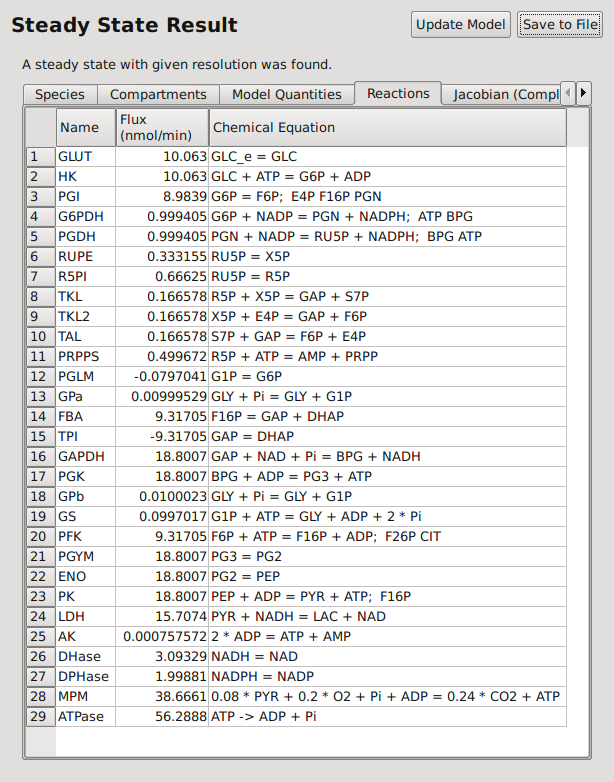 Steady State Result
Update Model
Save to File
A steady state with given resolution was found.
Species Compartments Model Quantities Reactions Jacobian (Compl
Name Flux (nmol/min) Chemical Equation
1 GLUT 10.063 GLC_e = GLC
2 HK 10.063 GLC + ATP = G6P + ADP
3 PGI 8.9839 G6P = F6P;  E4P F16P PGN
4 G6PDH 0.999405 G6P + NADP = PGN + NADPH;  ATP BPG
5 PGDH 0.999405 PGN + NADP = RU5P + NADPH;  BPG ATP
6 RUPE 0.333155 RU5P = X5P
7 R5PI 0.66625 RU5P = R5P
8 TKL 0.166578 R5P + X5P = GAP + S7P
9 TKL2 0.166578 X5P + E4P = GAP + F6P
10 TAL 0.166578 S7P + GAP = F6P + E4P
11 PRPPS 0.499672 R5P + ATP = AMP + PRPP
12 PGLM -0.0797041 G1P = G6P
13 GPa 0.00999529 GLY + Pi = GLY + G1P
14 FBA 9.31705 F16P = GAP + DHAP
15 TPI -9.31705 GAP = DHAP
16 GAPDH 18.8007 GAP + NAD + Pi = BPG + NADH
17 PGK 18.8007 BPG + ADP = PG3 + ATP
18 GPb 0.0100023 GLY + Pi = GLY + G1P
19 GS 0.0997017 G1P + ATP = GLY + ADP + 2 * Pi
20 PFK 9.31705 F6P + ATP = F16P + ADP;  F26P CIT
21 PGYM 18.8007 PG3 = PG2
22 ENO 18.8007 PG2 = PEP
23 PK 18.8007 PEP + ADP = PYR + ATP;  F16P
24 LDH 15.7074 PYR + NADH = LAC + NAD
25 AK 0.000757572 2 * ADP = ATP + AMP
26 DHase 3.09329 NADH = NAD
27 DPHase 1.99881 NADPH = NADP
28 MPM 38.6661 0.08 * PYR + 0.2 * O2 + Pi + ADP = 0.24 * CO2 + ATP
29 ATPase 56.2888 ATP -> ADP + Pi